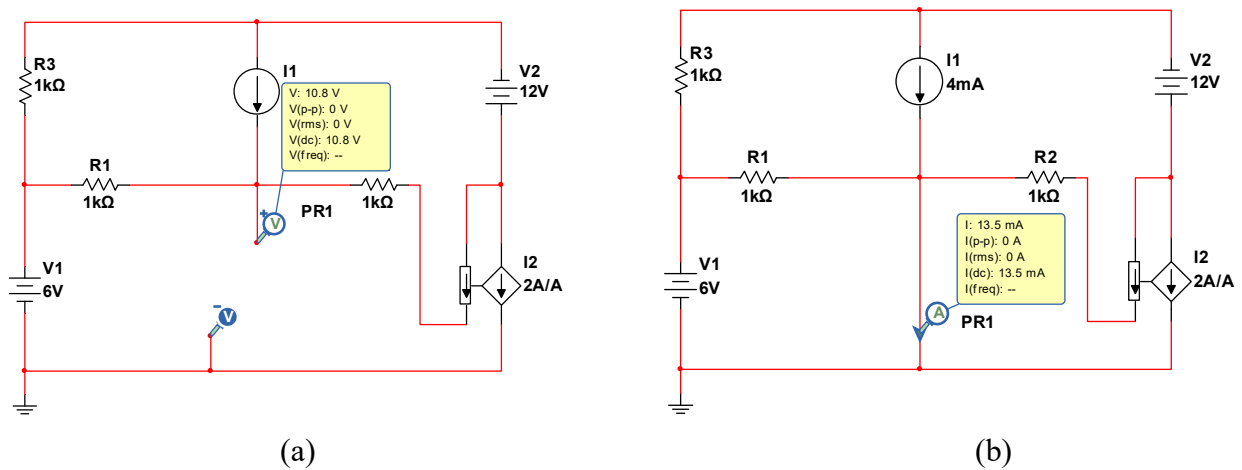 R3
1kΩ
I1
V: 10.8 V
V(p-p): 0 V
V(rms): 0 V
V(dc): 10.8 V
V(freq): --
V2
12V
R1
1kΩ
1kΩ
PR1
+
V
V1
6V
I2
2A/A
-
V
(a)
R3
1kΩ
I1
4mA
V2
12V
R1
1kΩ
R2
1kΩ
I: 13.5 mA
I(p-p): 0 A
I(rms): 0 A
I(dc): 13.5 mA
I(freq): --
V1
6V
I2
2A/A
A
PR1
(b)